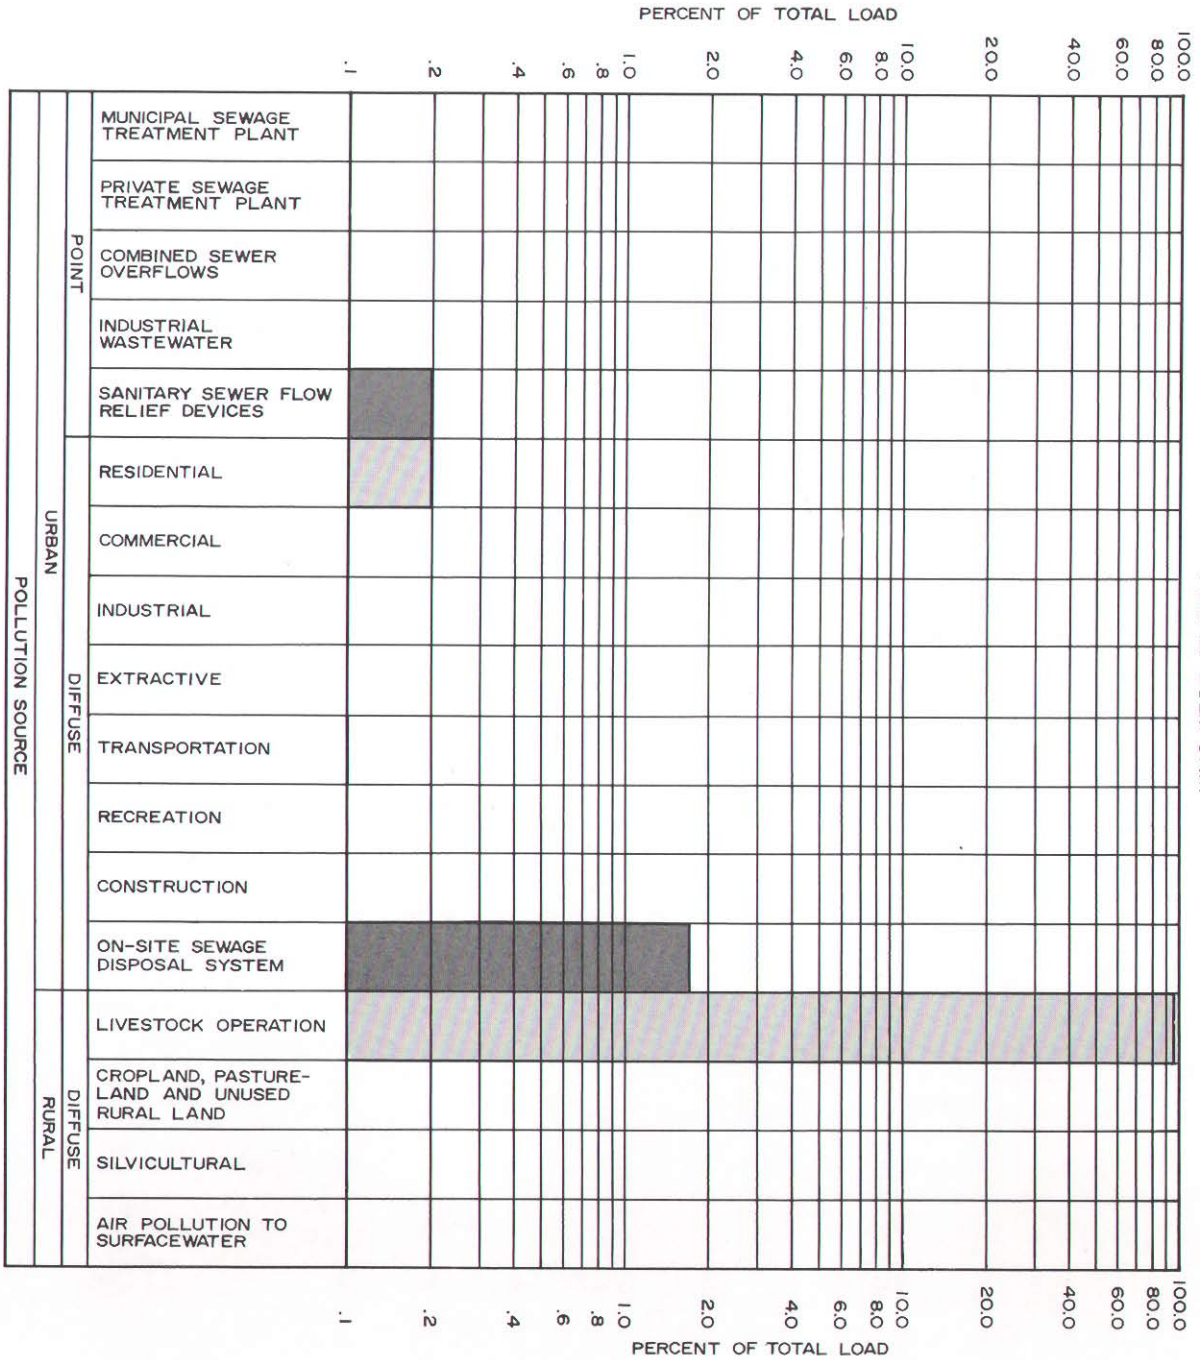 PERCENT OF TOTAL LOAD
.1 .2 .4 .6 .8 1.0 2.0 4.0 6.0 8.0 10.0 20.0 40.0 60.0 80.0 100.0
POLLUTION SOURCE
URBAN
POINT
MUNICIPAL SEWAGE
TREATMENT PLANT
PRIVATE SEWAGE
TREATMENT PLANT
COMBINED SEWER
OVERFLOWS
INDUSTRIAL
WASTEWATER
SANITARY SEWER FLOW
RELIEF DEVICES
DIFFUSE
RESIDENTIAL
COMMERCIAL
INDUSTRIAL
EXTRACTIVE
TRANSPORTATION
RECREATION
CONSTRUCTION
ON-SITE SEWAGE
DISPOSAL SYSTEM
RURAL
DIFFUSE
LIVESTOCK OPERATION
CROPLAND, PASTURE-
LAND AND UNUSED
RURAL LAND
SILVICULTURAL
AIR POLLUTION TO
SURFACEWATER
.1 .2 .4 .6 .8 1.0 2.0 4.0 6.0 8.0 10.0 20.0 40.0 60.0 80.0 100.0
PERCENT OF TOTAL LOAD